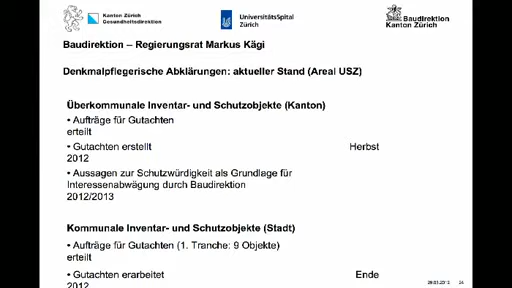 Kanton Zürich
Gesundheitsdirektion
UniversitätsSpital
Zürich
Baudirektion
Kanton Zürich
Baudirektion – Regierungsrat Markus Kägi
Denkmalpflegerische Abklärungen: aktueller Stand (Areal USZ)
Überkommunale Inventar- und Schutzobjekte (Kanton)
• Aufträge für Gutachten
erteilt
• Gutachten erstellt Herbst
2012
• Aussagen zur Schutzwürdigkeit als Grundlage für
Interessenabwägung durch Baudirektion
2012/2013
Kommunale Inventar- und Schutzobjekte (Stadt)
• Aufträge für Gutachten (1. Tranche: 9 Objekte)
erteilt
• Gutachten erarbeitet Ende
2012